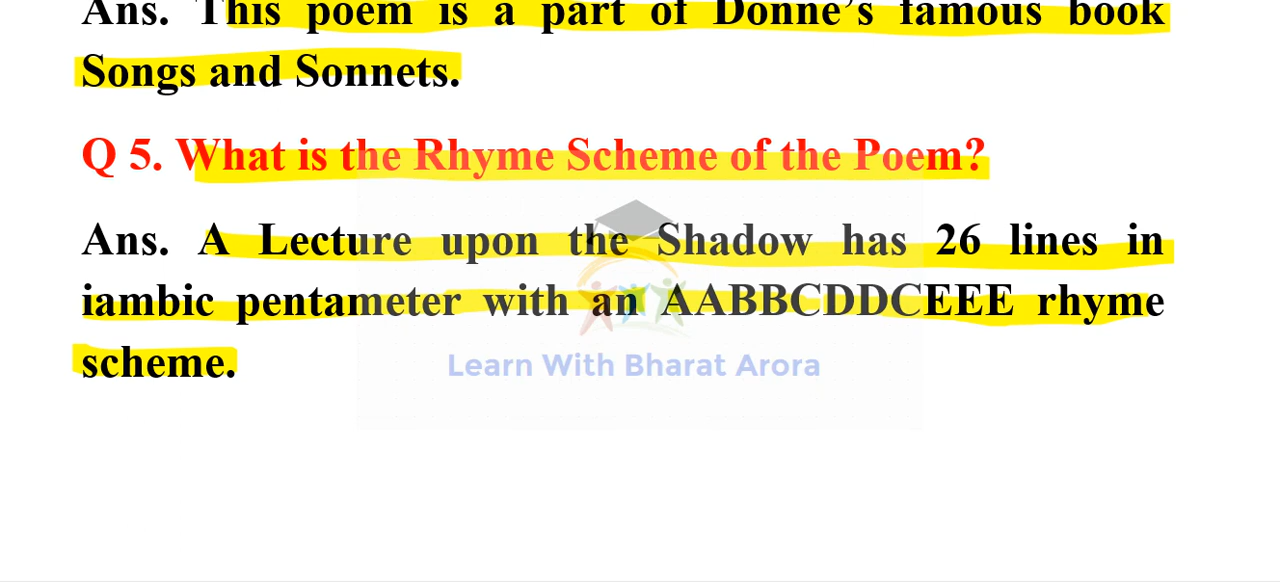 Ans. This poem is a part of Donne's famous book
Songs and Sonnets.
Q 5. What is the Rhyme Scheme of the Poem?
Ans. A Lecture upon the Shadow has 26 lines in
iambic pentameter with an AABBCDDCEEE rhyme
scheme.
Learn With Bharat Arora